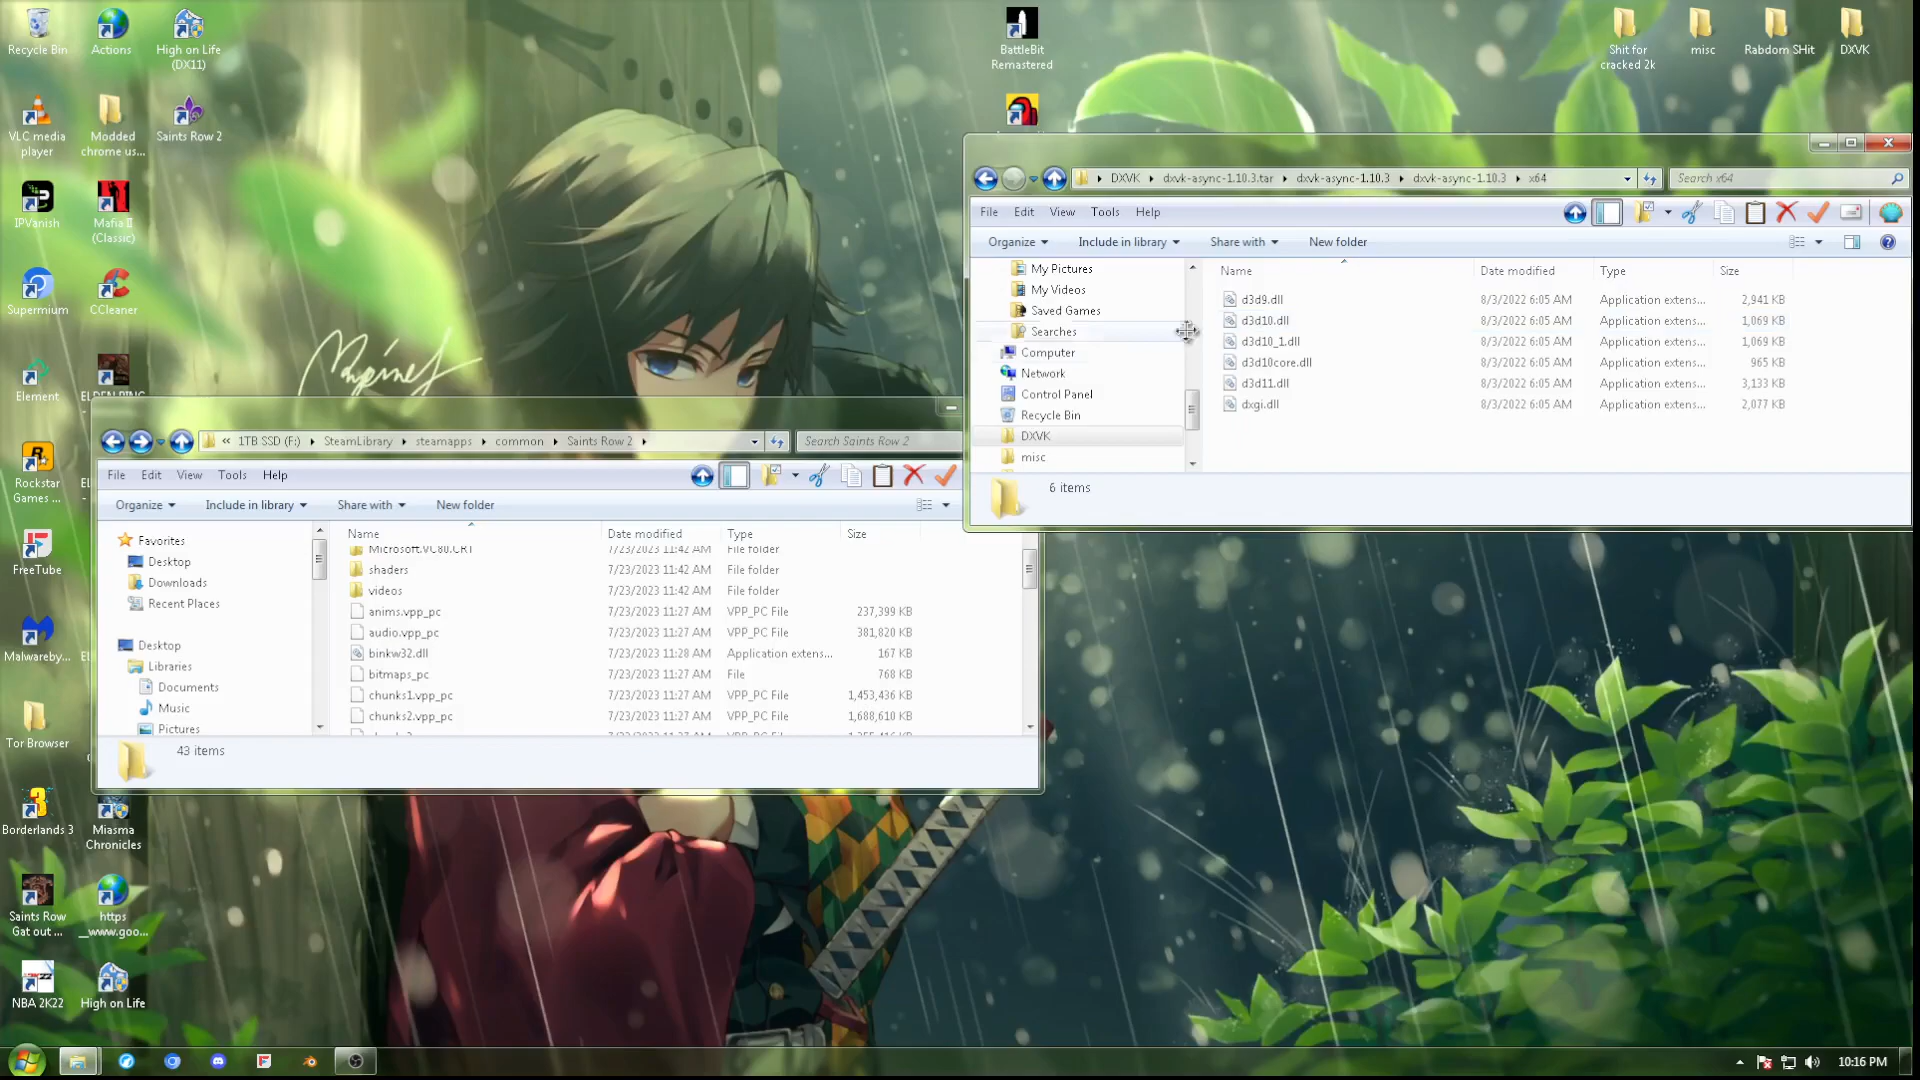 Recycle Bin
Actions
High on Life
(DX11)
VLC media
player
Modded
chrome us...
Saints Row 2
IPVanish
Mafia II
(Classic)
Supermium
CCleaner
Element
Rockstar
Games ...
FreeTube
Malwareby...
Tor Browser
Borderlands 3
Miasma
Chronicles
Saints Row
Gat out ...
https
__www.goo...
NBA 2K22
High on Life
BattleBit
Remastered
Shit for
cracked 2k
misc
Rabdom SHit
DXVK
DXVK
dxvk-async-1.10.3.tar
dxvk-async-1.10.3
dxvk-async-1.10.3
x64
Search x64
File Edit View Tools Help
Organize Include in library Share with New folder
My Pictures
My Videos
Saved Games
Searches
Computer
Network
Control Panel
Recycle Bin
DXVK
misc
Name Date modified Type Size
d3d9.dll 8/3/2022 6:05 AM Application extens... 2,941 KB
d3d10.dll 8/3/2022 6:05 AM Application extens... 1,069 KB
d3d10_1.dll 8/3/2022 6:05 AM Application extens... 1,069 KB
d3d10core.dll 8/3/2022 6:05 AM Application extens... 965 KB
d3d11.dll 8/3/2022 6:05 AM Application extens... 3,133 KB
dxgi.dll 8/3/2022 6:05 AM Application extens... 2,077 KB
6 items
« 1TB SSD (F:)
SteamLibrary
steamapps
common
Saints Row 2
Search Saints Row 2
File Edit View Tools Help
Organize Include in library Share with New folder
Favorites
Desktop
Downloads
Recent Places
Desktop
Libraries
Documents
Music
Pictures
Name Date modified Type Size
Microsoft.VC80.CRT 7/23/2023 11:42 AM File folder
shaders 7/23/2023 11:42 AM File folder
videos 7/23/2023 11:42 AM File folder
anims.vpp_pc 7/23/2023 11:27 AM VPP_PC File 237,399 KB
audio.vpp_pc 7/23/2023 11:27 AM VPP_PC File 381,820 KB
binkw32.dll 7/23/2023 11:28 AM Application extens... 167 KB
bitmaps_pc 7/23/2023 11:27 AM File 768 KB
chunks1.vpp_pc 7/23/2023 11:27 AM VPP_PC File 1,453,436 KB
chunks2.vpp_pc 7/23/2023 11:27 AM VPP_PC File 1,688,610 KB
43 items
10:16 PM